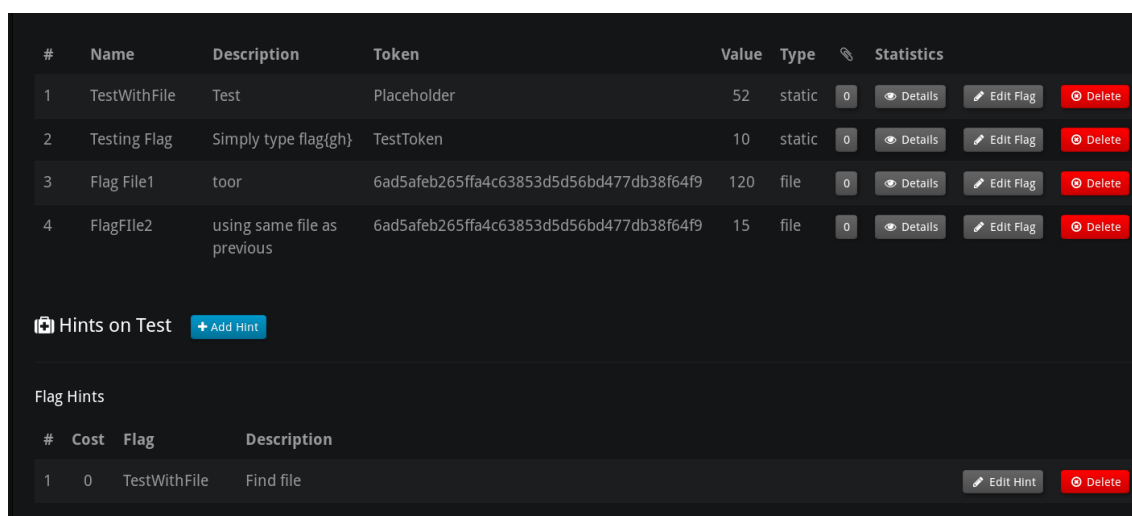 # Name Description Token Value Type Statistics
1 TestWithFile Test Placeholder 52 static 0 Details Edit Flag Delete
2 Testing Flag Simply type flag{gh} TestToken 10 static 0 Details Edit Flag Delete
3 Flag File1 toor 6ad5afeb265ffa4c63853d5d56bd477db38f64f9 120 file 0 Details Edit Flag Delete
4 FlagFIle2 using same file as 6ad5afeb265ffa4c63853d5d56bd477db38f64f9 15 file 0 Details Edit Flag Delete
previous
Hints on Test Add Hint
Flag Hints
# Cost Flag Description
1 0 TestWithFile Find file Edit Hint Delete